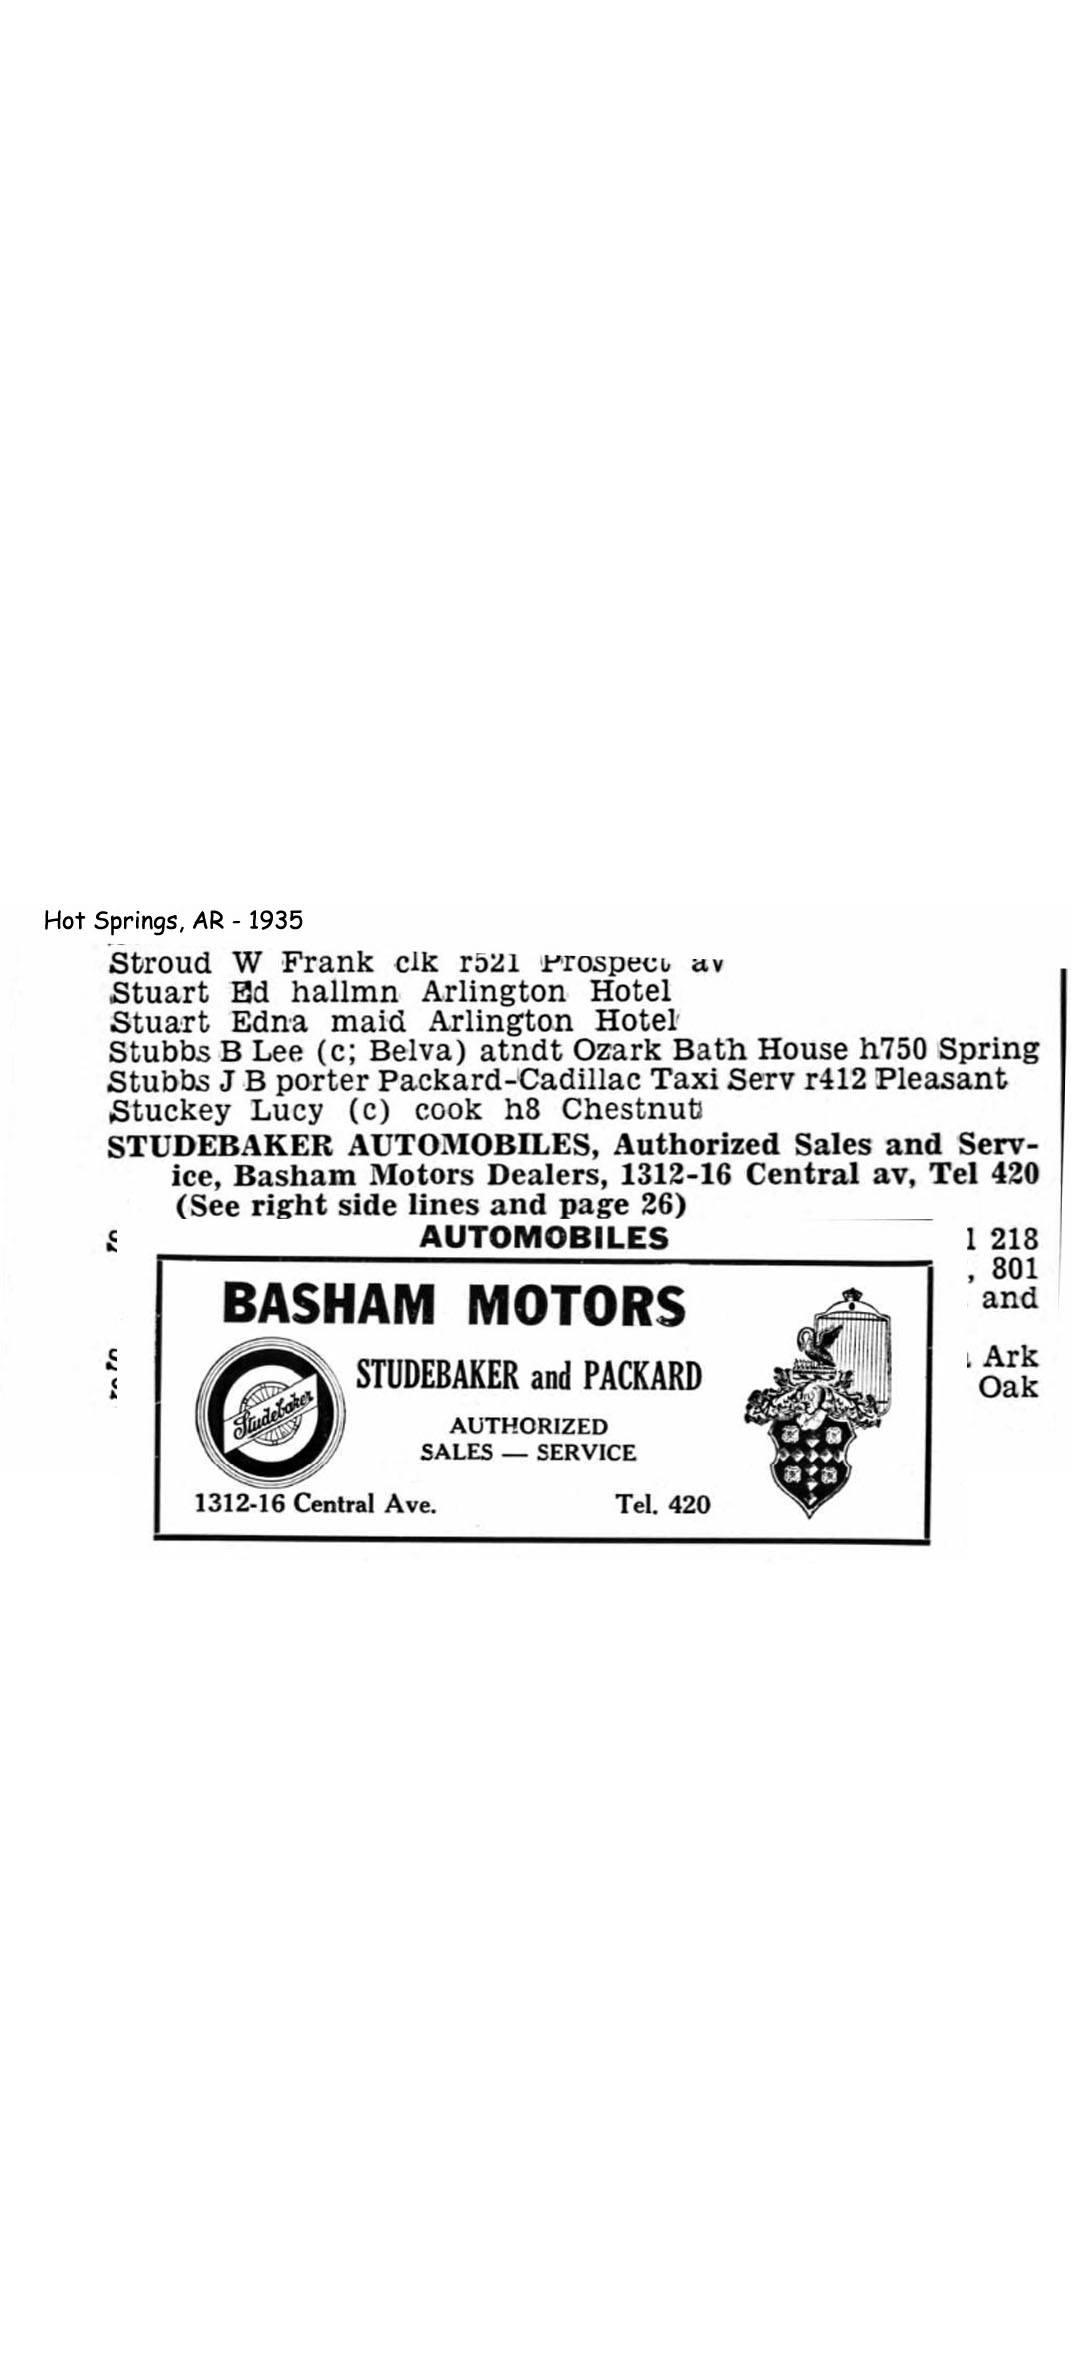 Hot Springs, AR - 1935
Stroud W Frank clk r521 Prospect av
Stuart Ed hallmn Arlington Hotel
Stuart Edna maid Arlington Hotel
Stubbs B Lee (c; Belva) atndt Ozark Bath House h750 Spring
Stubbs J B porter Packard-Cadillac Taxi Serv r412 Pleasant
Stuckey Lucy (c) cook h8 Chestnut
STUDEBAKER AUTOMOBILES, Authorized Sales and Serv-
ice, Basham Motors Dealers, 1312-16 Central av, Tel 420
(See right side lines and page 26)
218
, 801
and
Ark
Oak
AUTOMOBILES
BASHAM MOTORS
Studebaker
STUDEBAKER and PACKARD
AUTHORIZED
SALES — SERVICE
1312-16 Central Ave. Tel. 420